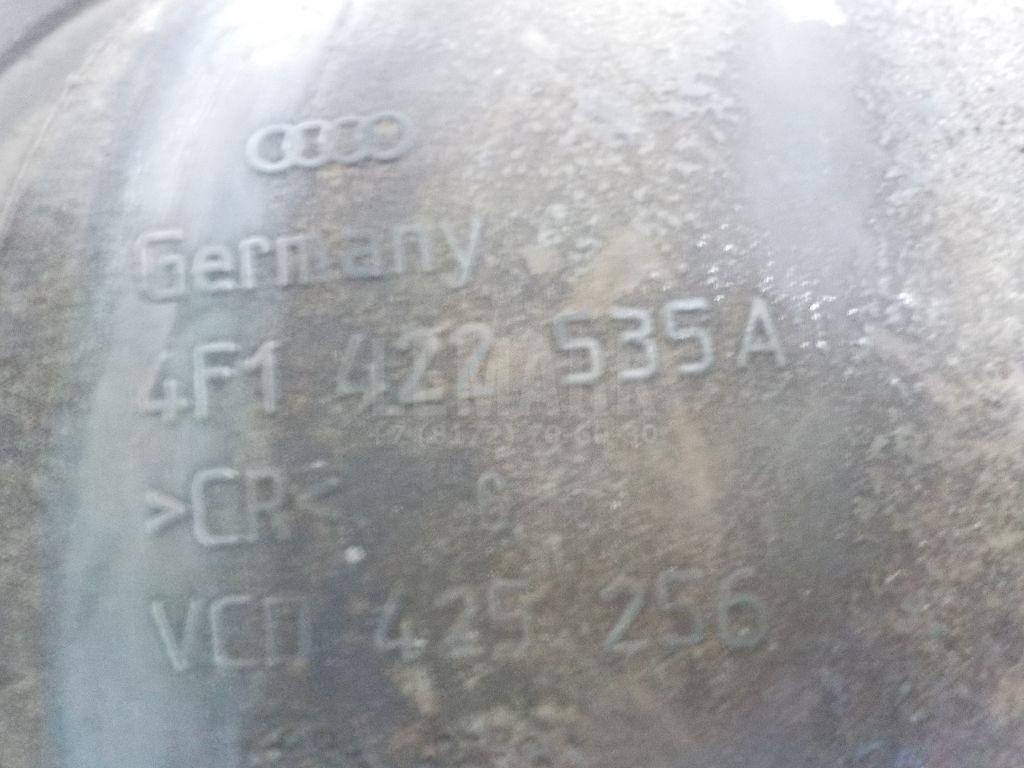 Germany
4F1 422 535 A
>CR< G
VCD 425 256